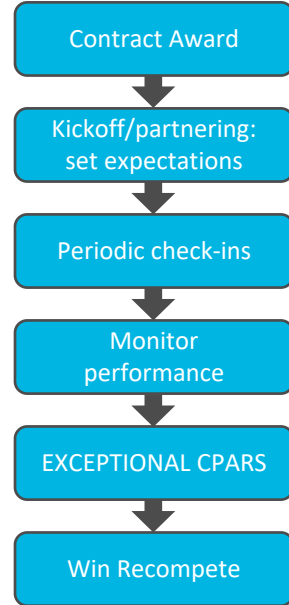 Contract Award
Kickoff/partnering:
set expectations
Periodic check-ins
Monitor
performance
EXCEPTIONAL CPARS
Win Recompete